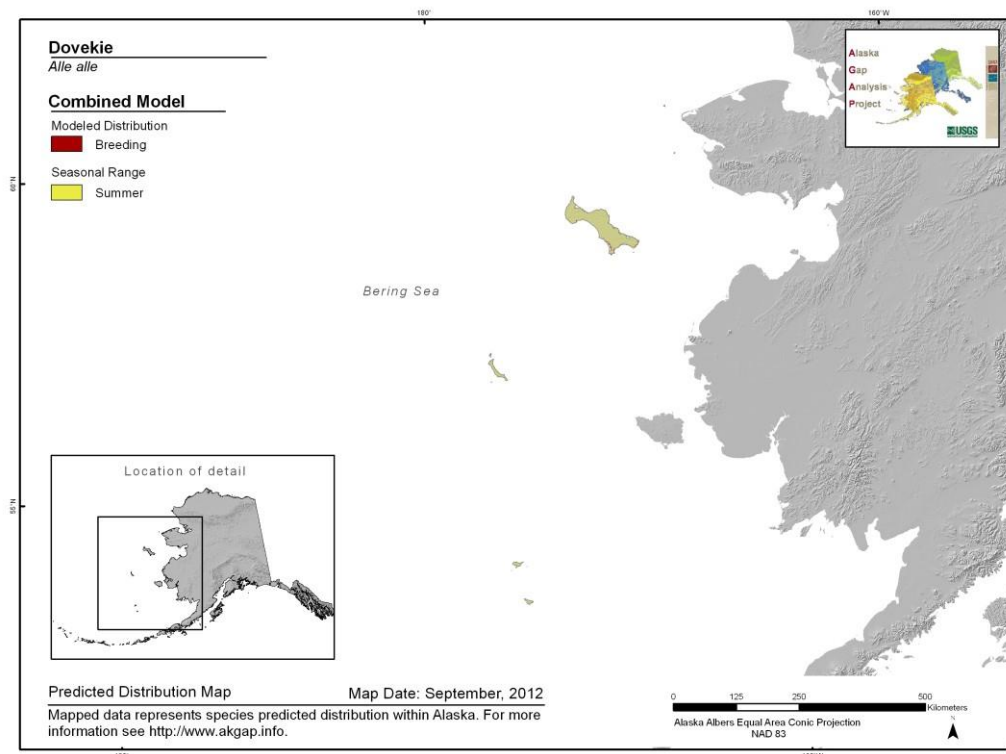 180°
160°W
Dovekie
Alle alle
Combined Model
Modeled Distribution
Breeding
Seasonal Range
Summer
Alaska
Gap
Analysis
Project
USGS
60°N
Bering Sea
55°N
Location of detail
Predicted Distribution Map
Map Date: September, 2012
Mapped data represents species predicted distribution within Alaska. For more
information see http://www.akgap.info.
0 125 250 500
Kilometers
Alaska Albers Equal Area Conic Projection
NAD 83
N